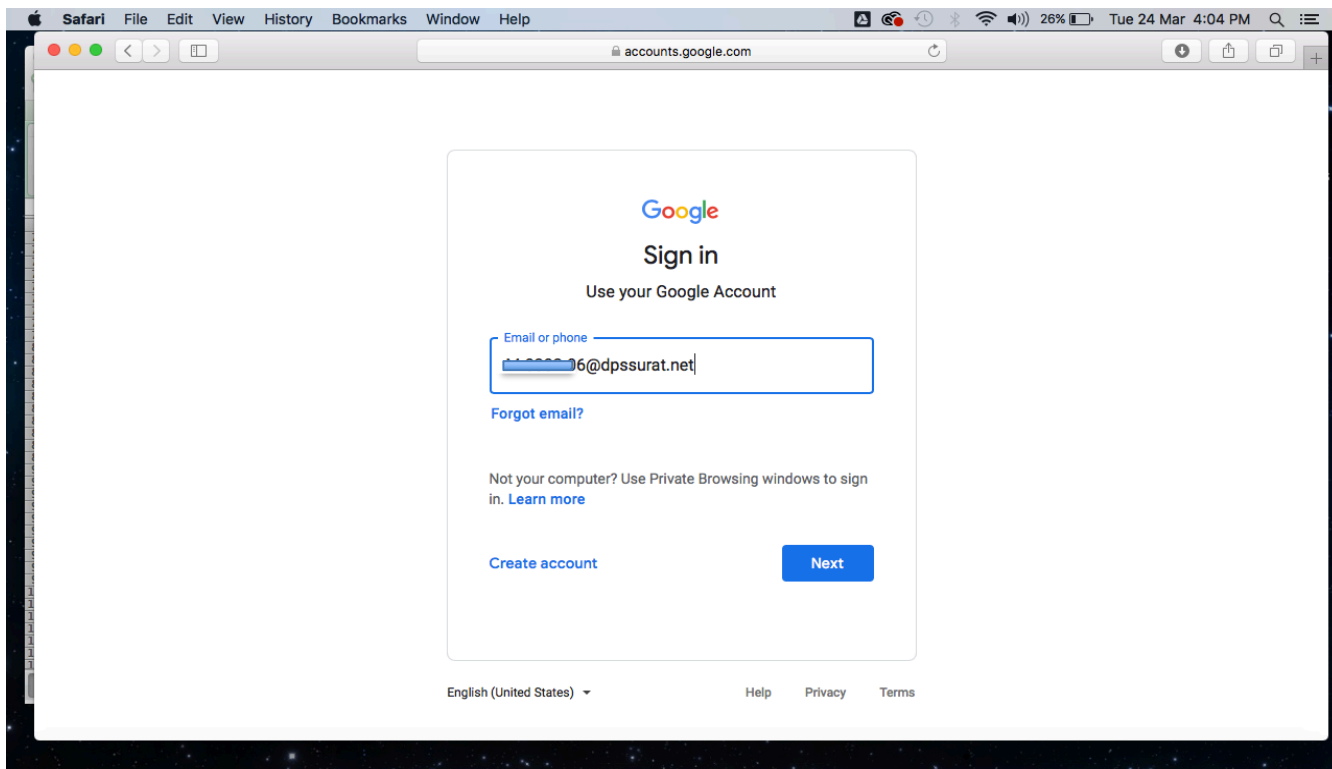 Safari File Edit View History Bookmarks Window Help 26% Tue 24 Mar 4:04 PM
accounts.google.com
Google
Sign in
Use your Google Account
Email or phone
06@dpssurat.net
Forgot email?
Not your computer? Use Private Browsing windows to sign
in. Learn more
Create account Next
English (United States) Help Privacy Terms